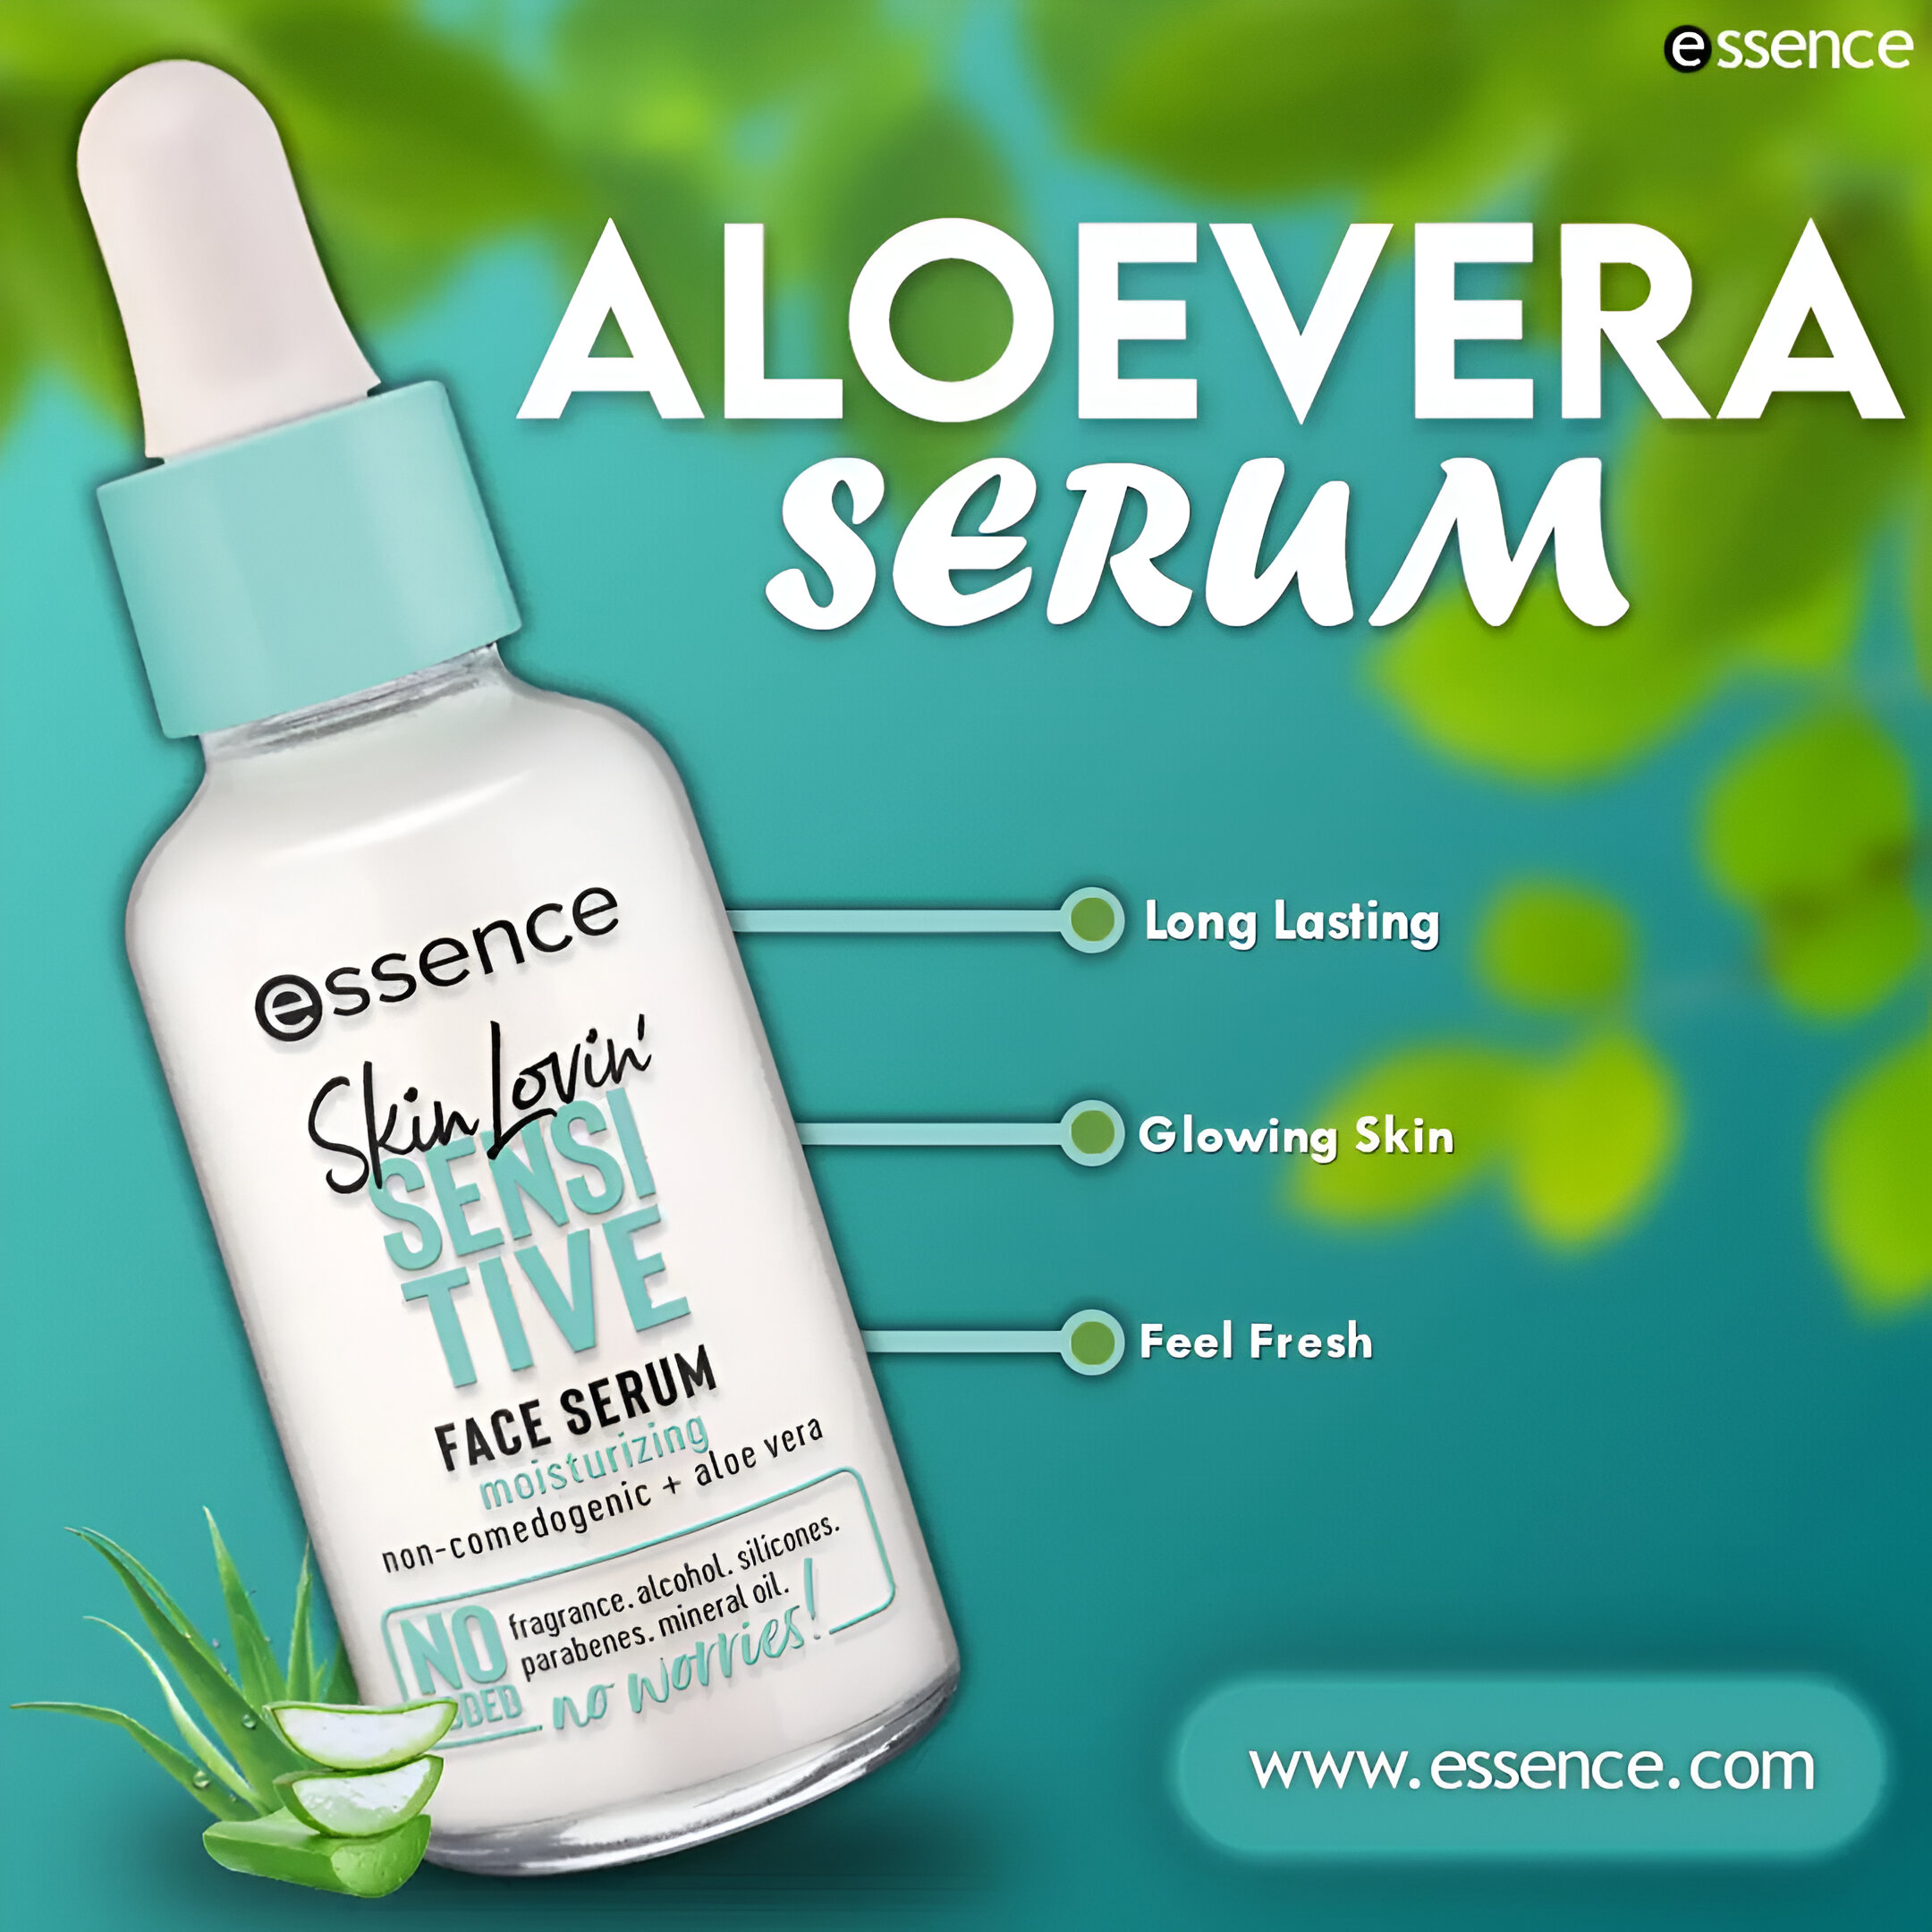 essence
ALOEVERA
SERUM
essence
Skin Lovin'
SENSI
TIVE
FACE SERUM
moisturizing
non-comedogenic + aloe vera
NO
fragrance. alcohol. silicones.
parabenes. mineral oil.
no worries!
Long Lasting
Glowing Skin
Feel Fresh
www.essence.com